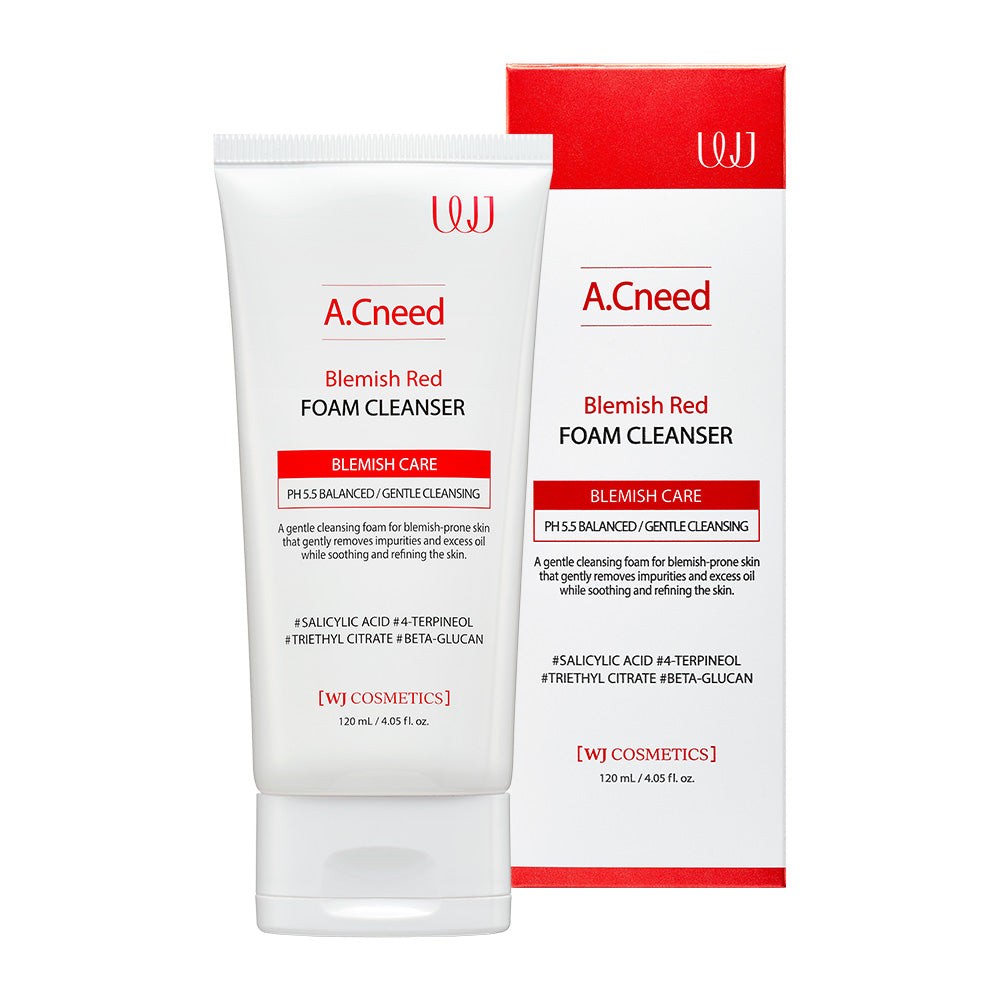 WJ
A.Cneed
Blemish Red
FOAM CLEANSER
BLEMISH CARE
PH 5.5 BALANCED / GENTLE CLEANSING
A gentle cleansing foam for blemish-prone skin
that gently removes impurities and excess oil
while soothing and refining the skin.
#SALICYLIC ACID #4-TERPINEOL
#TRIETHYL CITRATE #BETA-GLUCAN
[WJ COSMETICS]
120 mL / 4.05 fl. oz.
WJ
A.Cneed
Blemish Red
FOAM CLEANSER
BLEMISH CARE
PH 5.5 BALANCED / GENTLE CLEANSING
A gentle cleansing foam for blemish-prone skin
that gently removes impurities and excess oil
while soothing and refining the skin.
#SALICYLIC ACID #4-TERPINEOL
#TRIETHYL CITRATE #BETA-GLUCAN
[WJ COSMETICS]
120 mL / 4.05 fl. oz.